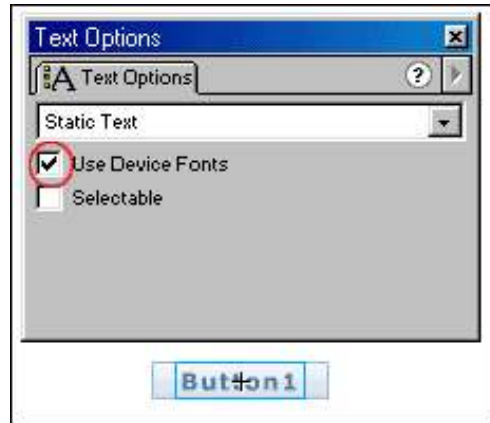 Text Options
A Text Options ?
Static Text
Use Device Fonts
Selectable
Button1